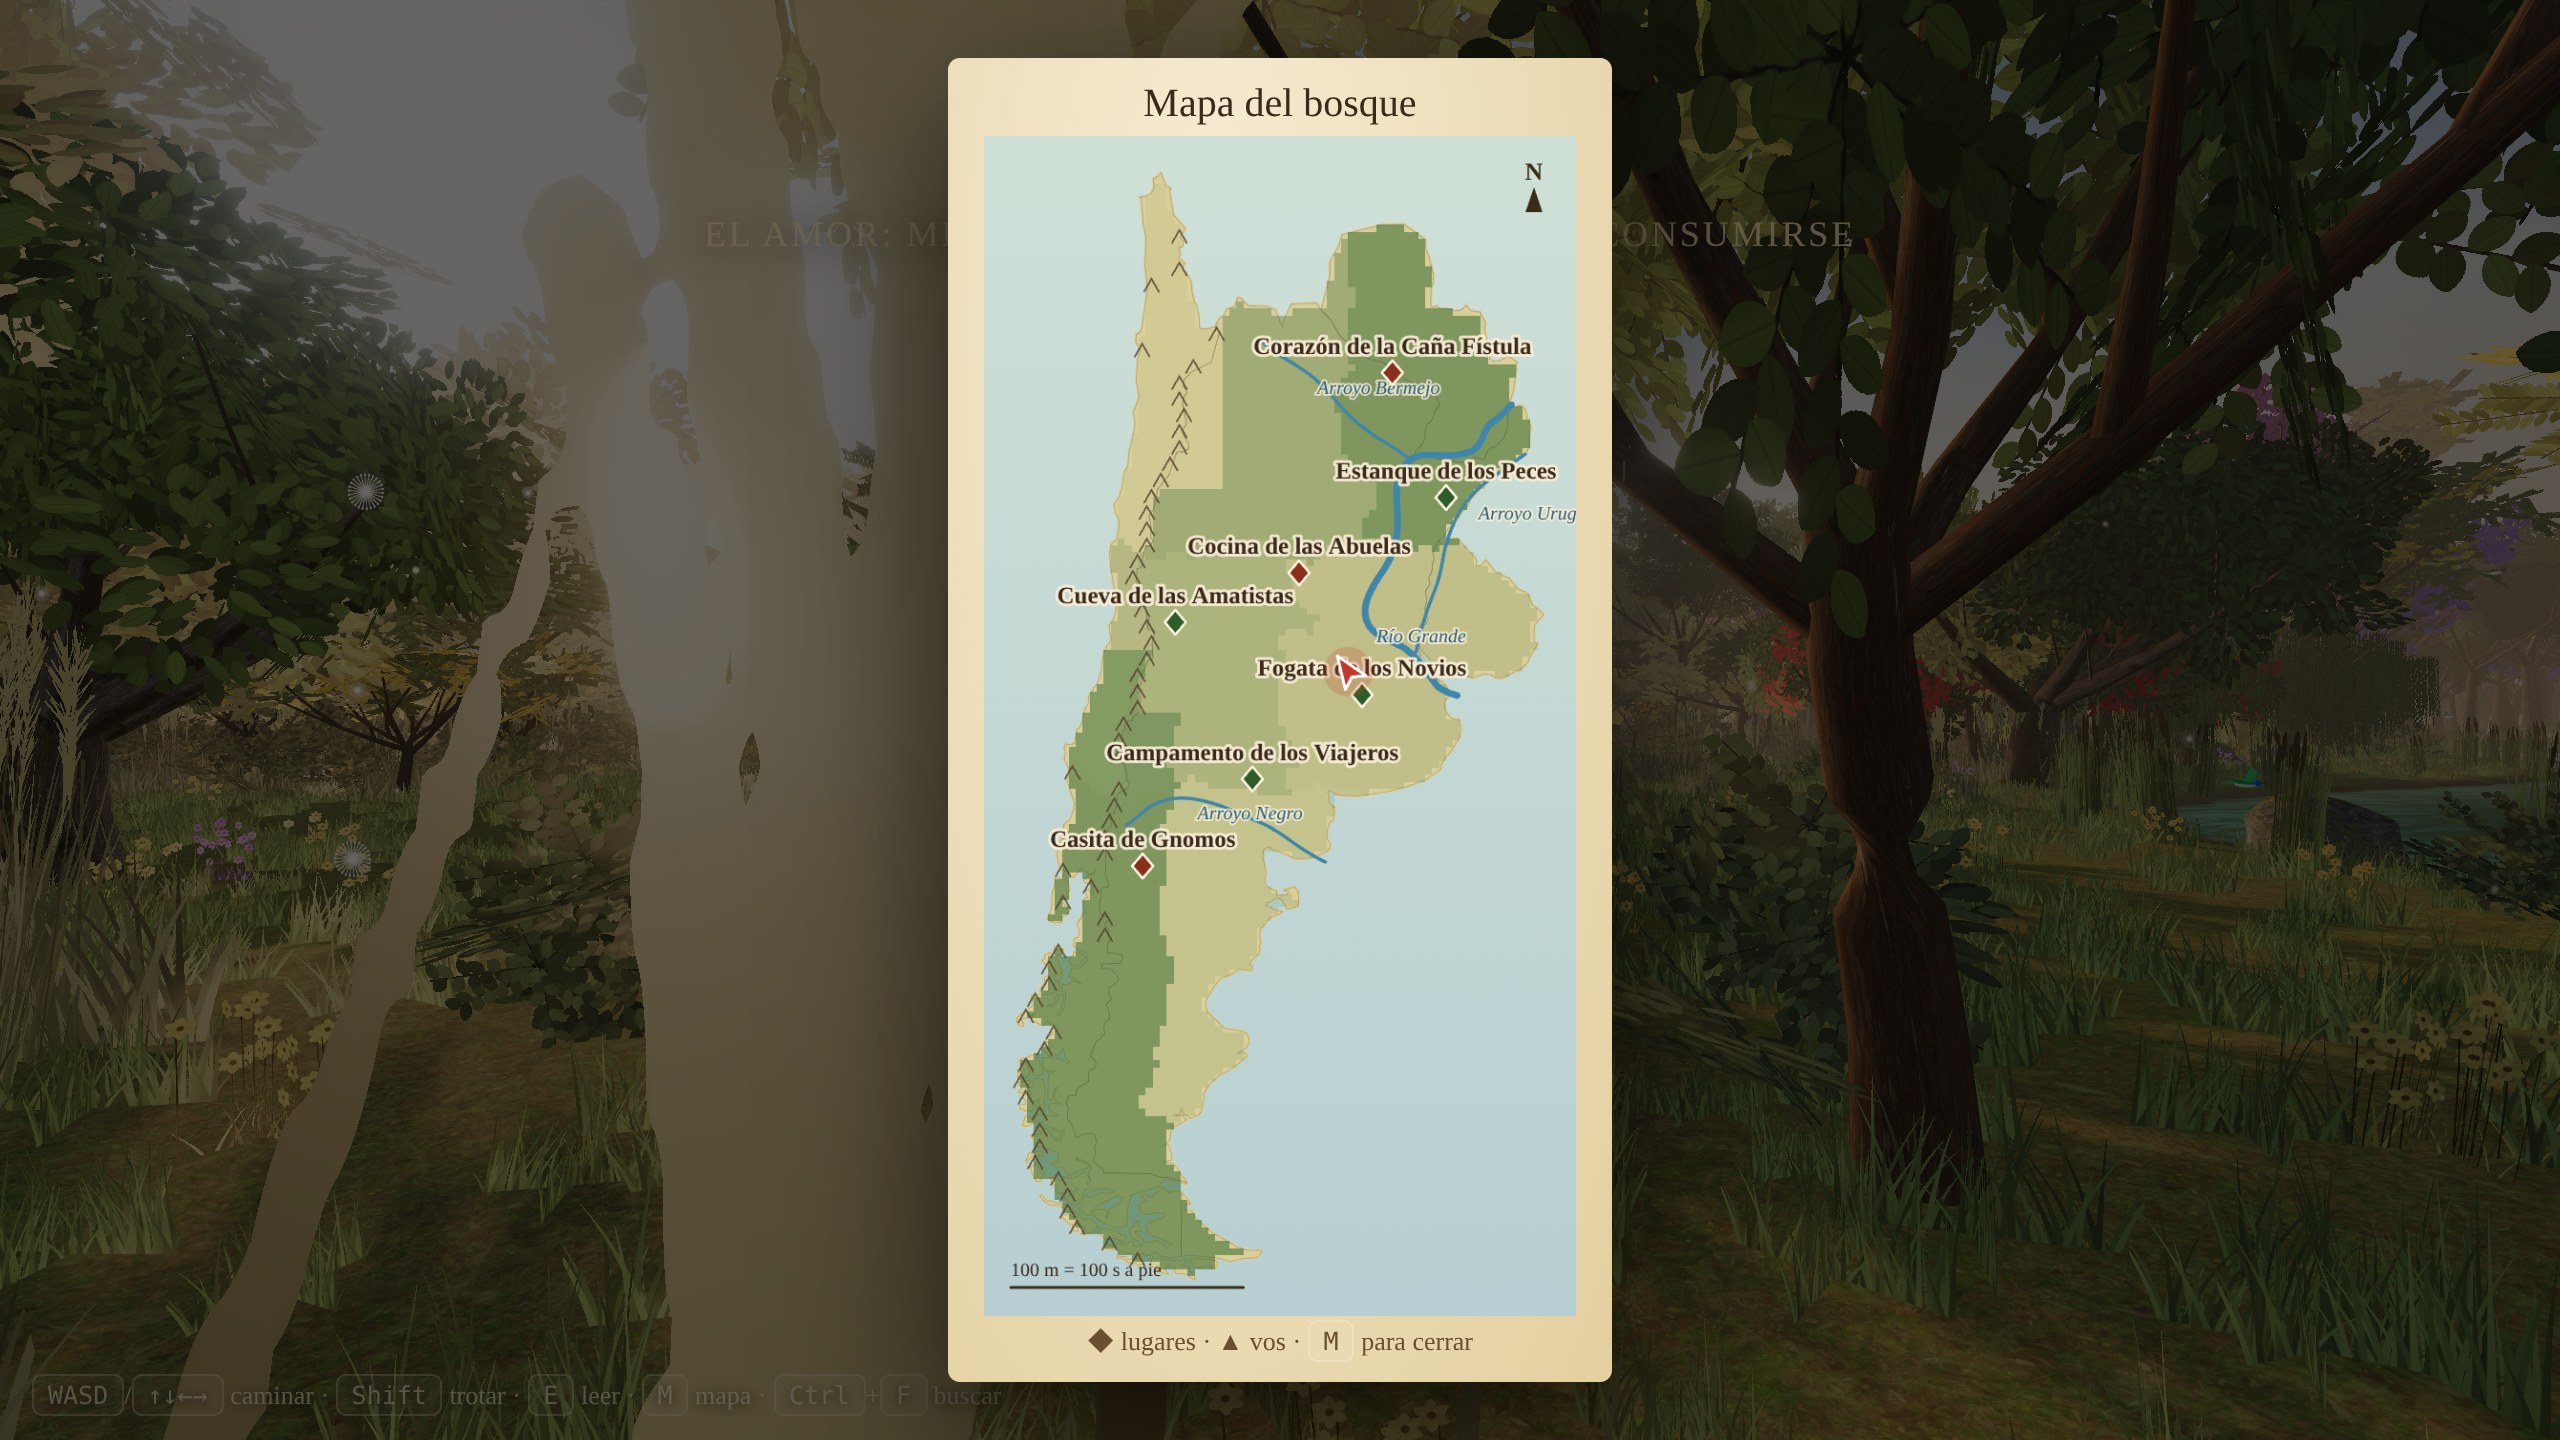 Mapa del bosque
N
EL AMOR: M
ONSUMIRSE
Corazón de la Caña Fístula
Arroyo Bermejo
Estanque de los Peces
Arroyo Urug
Cocina de las Abuelas
Cueva de las Amatistas
Río Grande
Fogata de los Novios
Campamento de los Viajeros
Arroyo Negro
Casita de Gnomos
100 m = 100 s a pie
◆ lugares · ▲ vos · M para cerrar
WASD / ↑↓←→ caminar · Shift trotar · E leer · M mapa · Ctrl + F buscar